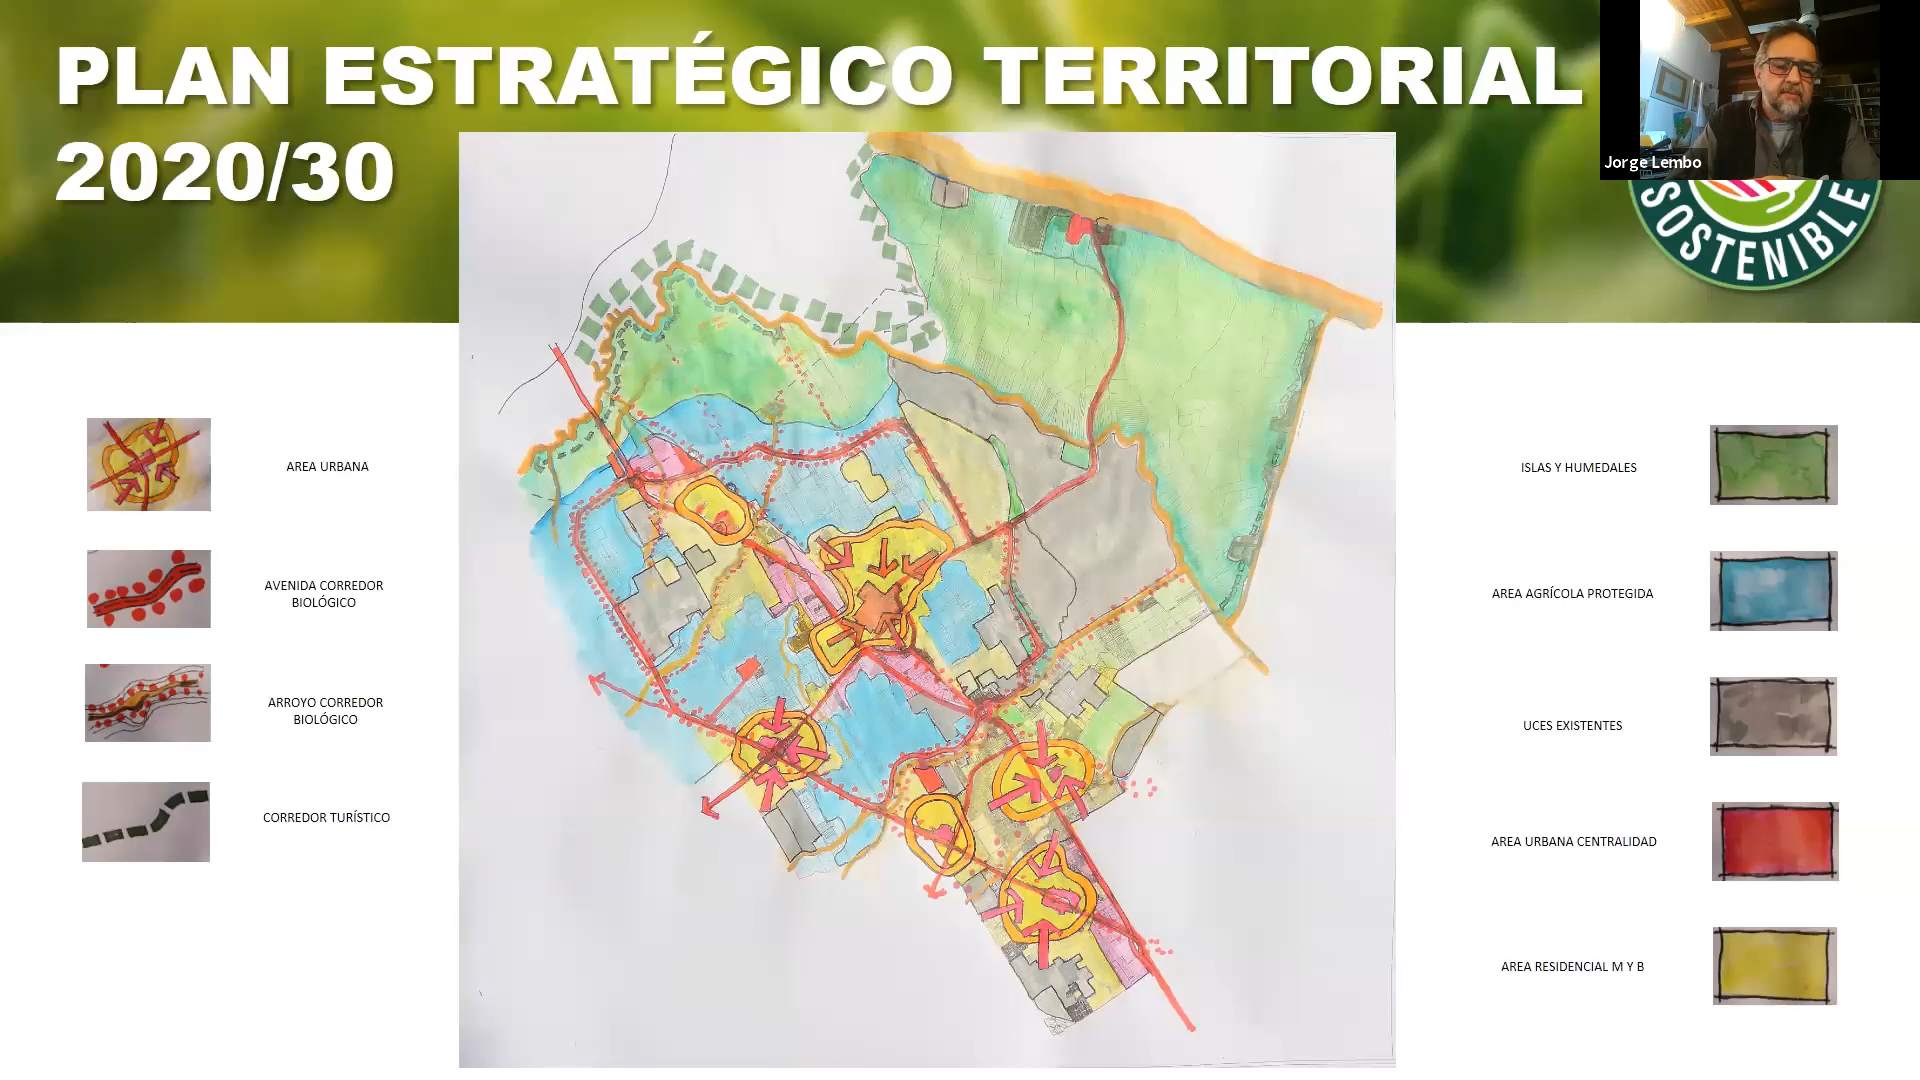 PLAN ESTRATÉGICO TERRITORIAL
2020/30
Jorge Lembo
SOSTENIBLE
AREA URBANA
AVENIDA CORREDOR
BIOLÓGICO
ARROYO CORREDOR
BIOLÓGICO
CORREDOR TURÍSTICO
ISLAS Y HUMEDALES
AREA AGRÍCOLA PROTEGIDA
UCES EXISTENTES
AREA URBANA CENTRALIDAD
AREA RESIDENCIAL M Y B